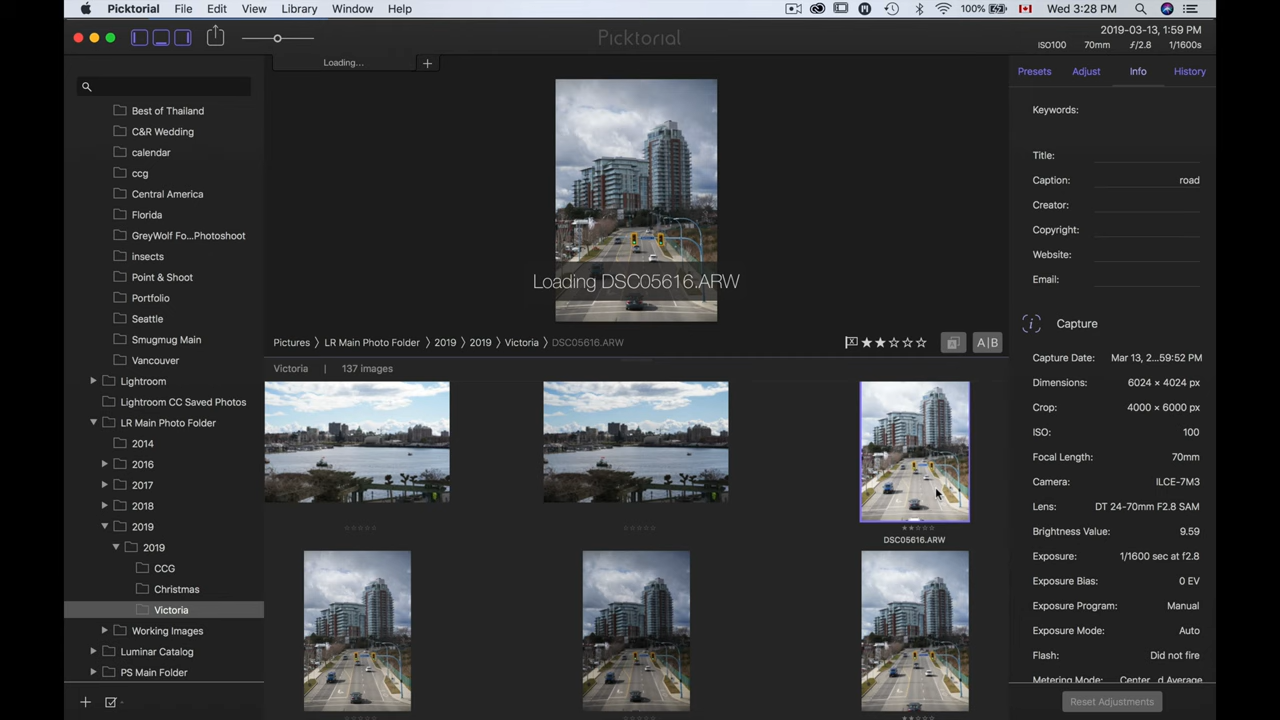 Picktorial File Edit View Library Window Help 100% Wed 3:28 PM
Picktorial 2019-03-13, 1:59 PM
ISO100 70mm ƒ/2.8 1/1600s
Loading... +
Presets Adjust Info History
Best of Thailand
C&R Wedding
calendar
ccg
Central America
Florida
GreyWolf Fo...Photoshoot
insects
Point & Shoot
Portfolio
Seattle
Smugmug Main
Vancouver
Lightroom
Lightroom CC Saved Photos
LR Main Photo Folder
2014
2016
2017
2018
2019
2019
CCG
Christmas
Victoria
Working Images
Luminar Catalog
PS Main Folder
Loading DSC05616.ARW
Pictures 〉 LR Main Photo Folder 〉 2019 〉 2019 〉 Victoria 〉 DSC05616.ARW
A|B
Victoria | 137 images
DSC05616.ARW
Keywords:
Title:
Caption: road
Creator:
Copyright:
Website:
Email:
Capture
Capture Date: Mar 13, 2...59:52 PM
Dimensions: 6024 × 4024 px
Crop: 4000 × 6000 px
ISO: 100
Focal Length: 70mm
Camera: ILCE-7M3
Lens: DT 24-70mm F2.8 SAM
Brightness Value: 9.59
Exposure: 1/1600 sec at f2.8
Exposure Bias: 0 EV
Exposure Program: Manual
Exposure Mode: Auto
Flash: Did not fire
Metering Mode: Center...d Average
Reset Adjustments